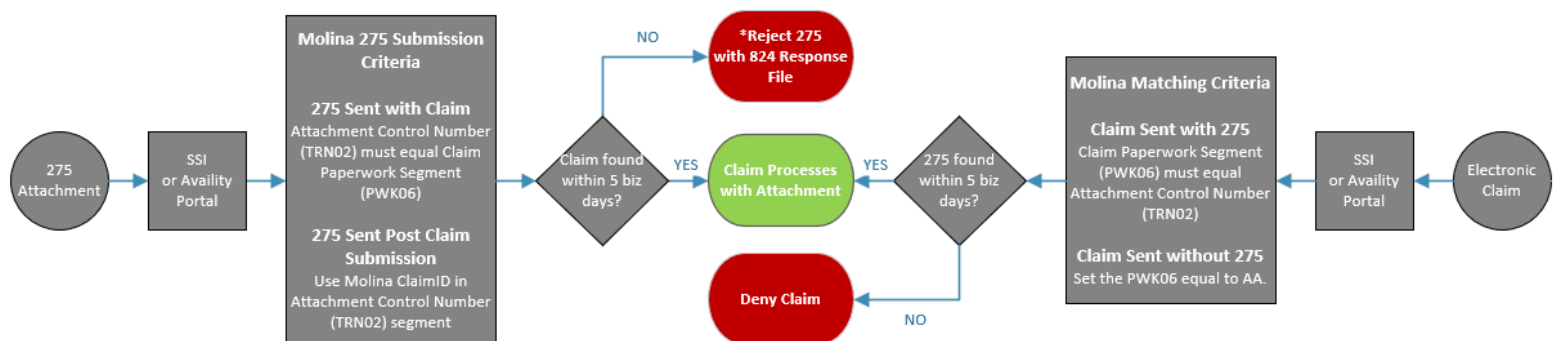 275
Attachment
SSI
or Availity
Portal
Molina 275 Submission
Criteria
275 Sent with Claim
Attachment Control Number
(TRN02) must equal Claim
Paperwork Segment
(PWK06)
275 Sent Post Claim
Submission
Use Molina ClaimID in
Attachment Control Number
(TRN02) segment
Claim found
within 5 biz
days?
NO
*Reject 275
with 824 Response
File
YES
Claim Processes
with Attachment
YES
275 found
within 5 biz
days?
NO
Deny Claim
Molina Matching Criteria
Claim Sent with 275
Claim Paperwork Segment
(PWK06) must equal
Attachment Control Number
(TRN02)
Claim Sent without 275
Set the PWK06 equal to AA.
SSI
or Availity
Portal
Electronic
Claim